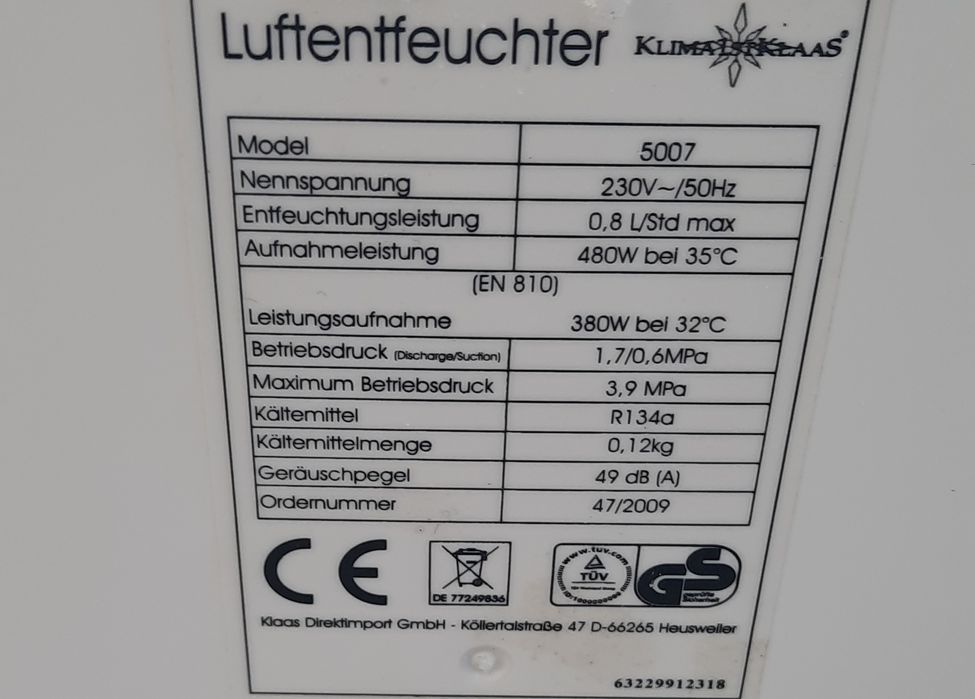 Luftentfeuchter KLIMA IST KLAAS®
Model 5007
Nennspannung 230V~/50Hz
Entfeuchtungsleistung 0,8 L/Std max
Aufnahmeleistung 480W bei 35°C
(EN 810)
Leistungsaufnahme 380W bei 32°C
Betriebsdruck (Discharge/Suction) 1,7/0,6MPa
Maximum Betriebsdruck 3,9 MPa
Kältemittel R134a
Kältemittelmenge 0,12kg
Geräuschpegel 49 dB (A)
Ordernummer 47/2009
CE
DE 77249836
www.tuv.com
TÜV
GS
geprüfte
Sicherheit
Klaas Direktimport GmbH - Köllertalstraße 47 D-66265 Heusweiler
63229912318